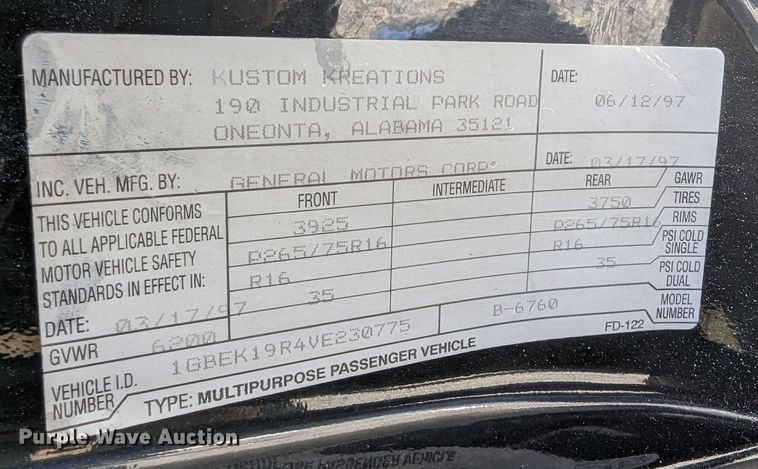 MANUFACTURED BY: KUSTOM KREATIONS DATE:
190 INDUSTRIAL PARK ROAD 06/12/97
ONEONTA, ALABAMA 35121
INC. VEH. MFG. BY: GENERAL MOTORS CORP. DATE: 03/17/97
FRONT INTERMEDIATE REAR GAWR
THIS VEHICLE CONFORMS 3925 3750 TIRES
TO ALL APPLICABLE FEDERAL P265/75R16 P265/75R16 RIMS
MOTOR VEHICLE SAFETY R16 R16 PSI COLD SINGLE
STANDARDS IN EFFECT IN: 35 35 PSI COLD DUAL
DATE: 03/17/97
GVWR 6200 B-6760 MODEL NUMBER
VEHICLE I.D. NUMBER 1GBEK19R4VE230775
TYPE: MULTIPURPOSE PASSENGER VEHICLE FD-122
Purple Wave Auction